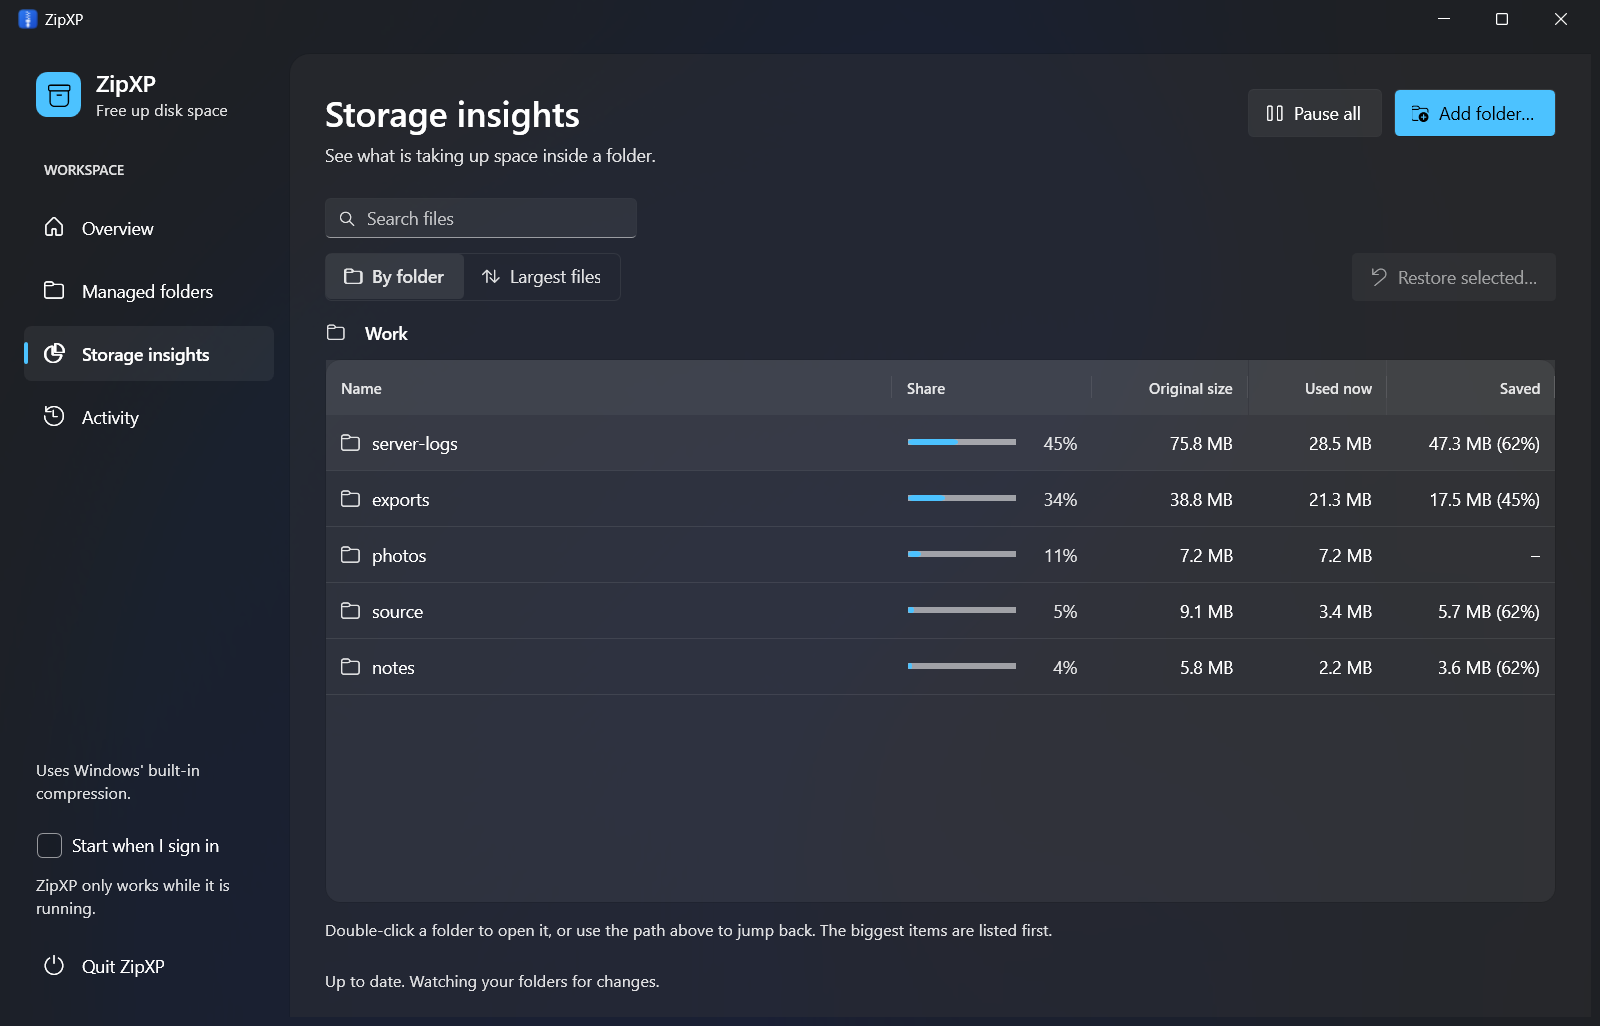 ZipXP
ZipXP
Free up disk space
WORKSPACE
Overview
Managed folders
Storage insights
Activity
Uses Windows' built-in
compression.
Start when I sign in
ZipXP only works while it is
running.
Quit ZipXP
Storage insights
See what is taking up space inside a folder.
Pause all
Add folder...
Search files
By folder
Largest files
Restore selected...
Work
Name Share Original size Used now Saved
server-logs 45% 75.8 MB 28.5 MB 47.3 MB (62%)
exports 34% 38.8 MB 21.3 MB 17.5 MB (45%)
photos 11% 7.2 MB 7.2 MB –
source 5% 9.1 MB 3.4 MB 5.7 MB (62%)
notes 4% 5.8 MB 2.2 MB 3.6 MB (62%)
Double-click a folder to open it, or use the path above to jump back. The biggest items are listed first.
Up to date. Watching your folders for changes.